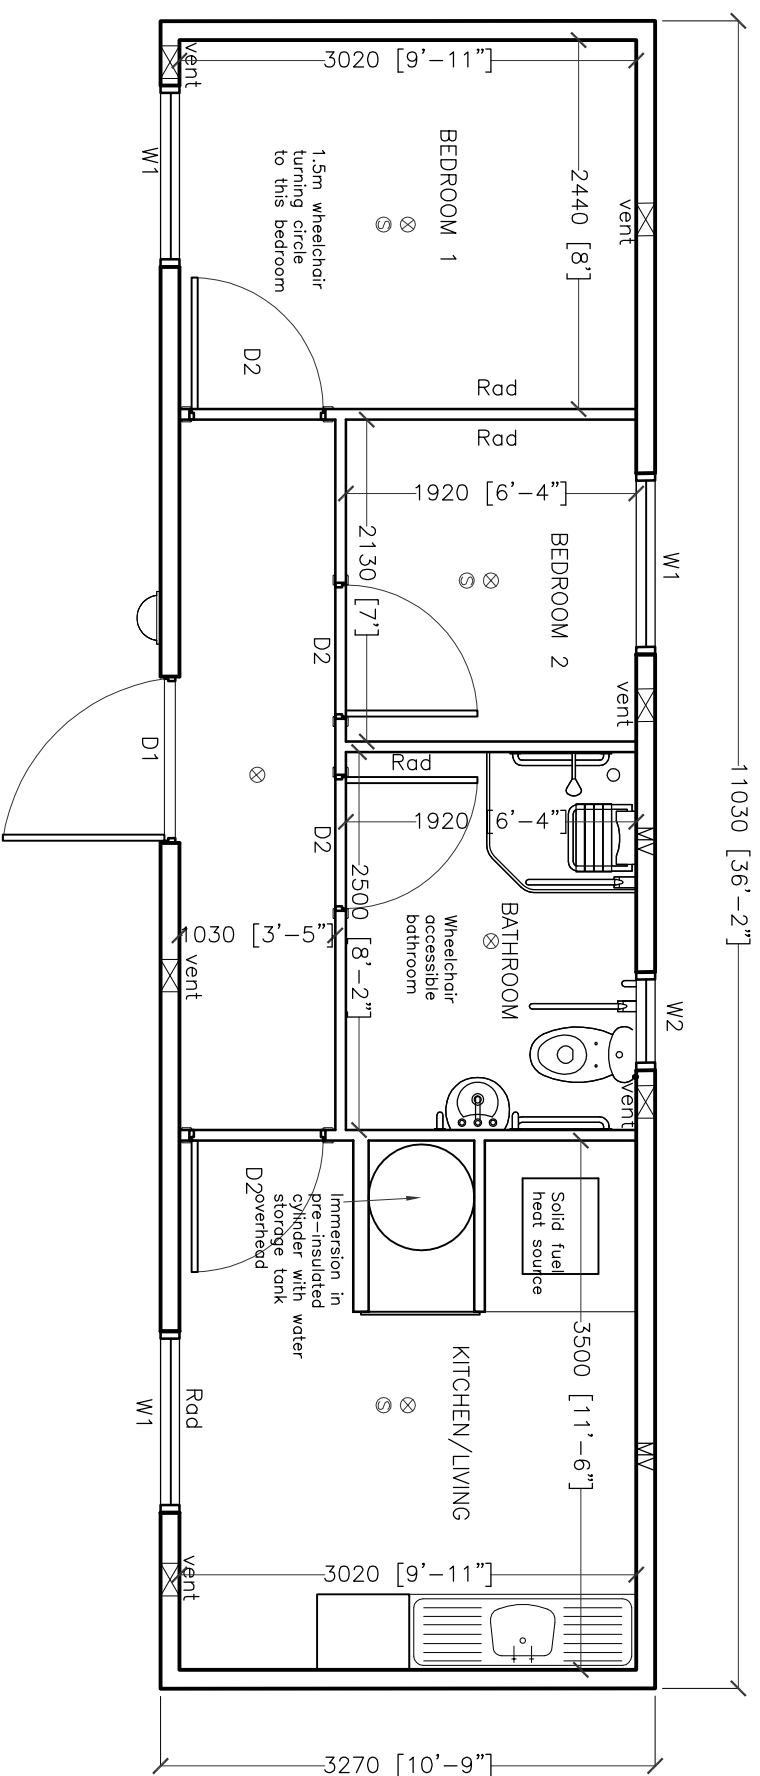 vent
3020 [9'-11"]
W1
BEDROOM 1
2440 [8']
vent
1.5m wheelchair
turning circle
to this bedroom
S
D2
Rad
Rad
1920 [6'-4"]
2130 [7']
BEDROOM 2
W1
S
D2
vent
D1
Rad
11030 [36'-2"]
1920 [6'-4"]
MV
D2
2500 [8'-2"]
BATHROOM
Wheelchair
accessible
bathroom
1030 [3'-5"]
vent
W2
vent
D2
Immersion in
pre-insulated
cylinder with water
storage tank
overhead
Solid fuel
heat source
3500 [11'-6"]
KITCHEN/LIVING
S
Rad
W1
MV
vent
3020 [9'-11"]
3270 [10'-9"]